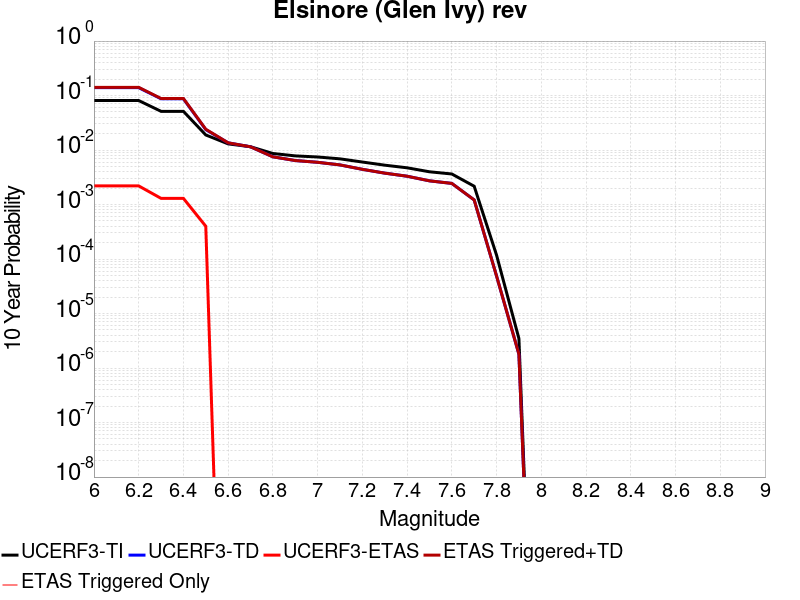 Elsinore (Glen Ivy) rev
10^0
10^-1
10^-2
10^-3
10^-4
10^-5
10^-6
10^-7
10^-8
10 Year Probability
6 6.2 6.4 6.6 6.8 7 7.2 7.4 7.6 7.8 8 8.2 8.4 8.6 8.8 9
Magnitude
UCERF3-TI UCERF3-TD UCERF3-ETAS ETAS Triggered+TD
ETAS Triggered Only